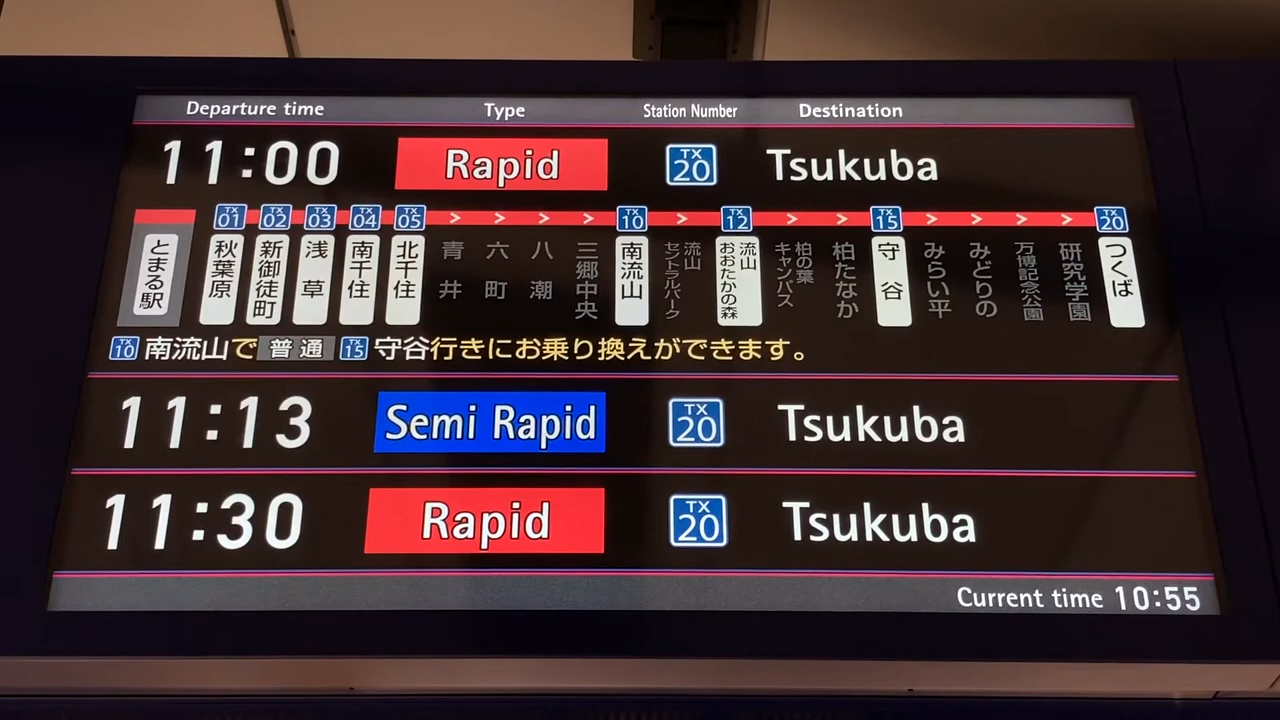 Departure time Type Station Number Destination
11:00 Rapid TX 20 Tsukuba
TX 01 TX 02 TX 03 TX 04 TX 05 > > > > TX 10 > TX 12 > > TX 15 > > > > TX 20
とまる駅 秋葉原 新御徒町 浅草 南千住 北千住 青井 六町 八潮 三郷中央 南流山 流山セントラルパーク 流山おおたかの森 柏の葉キャンパス 柏たなか 守谷 みらい平 みどりの 万博記念公園 研究学園 つくば
TX 10 南流山で 普通 TX 15 守谷行きにお乗り換えができます。
11:13 Semi Rapid TX 20 Tsukuba
11:30 Rapid TX 20 Tsukuba
Current time 10:55